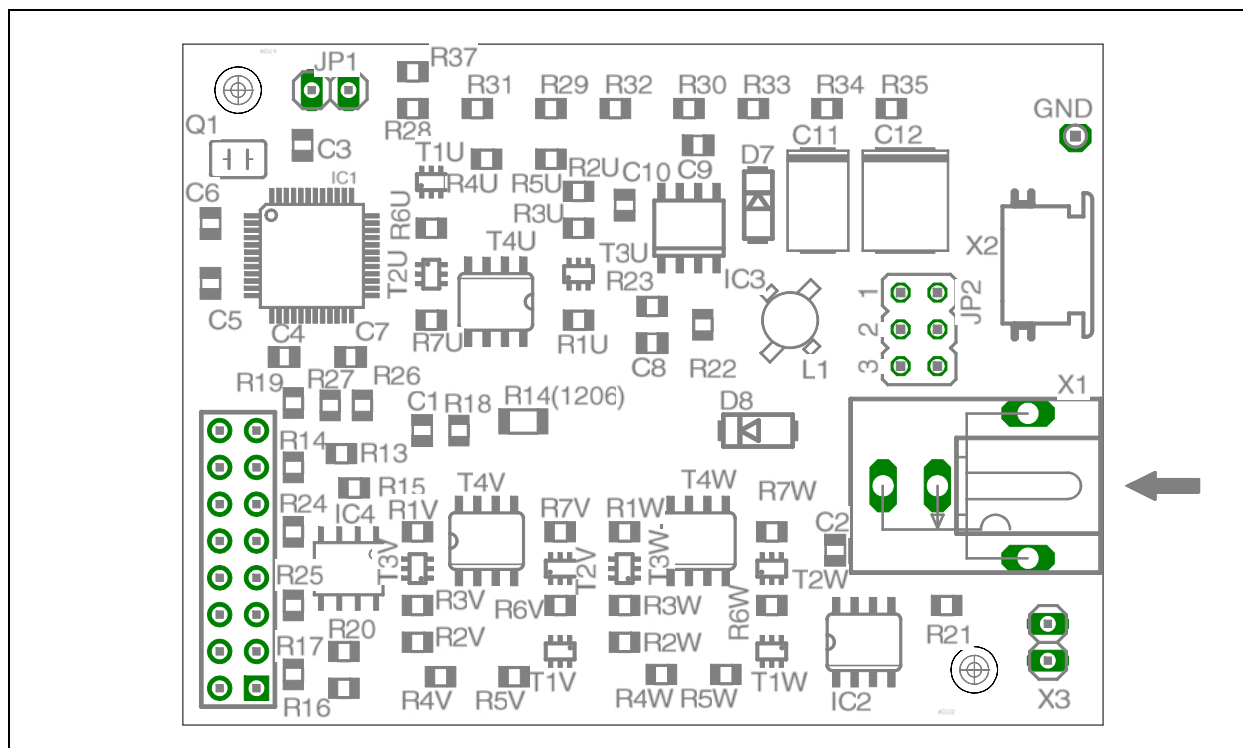 ADJ1
JP1
R37
R31
R29
R32
R30
R33
R34
R35
GND
Q1
R28
C3
T1U
C11
C12
IC1
R4U
R5U
R2U
C10
C9
D7
C6
R6U
R3U
T4U
T3U
X2
T2U
R23
IC3
1
JP2
C5
C4
C7
R7U
R1U
2
C8
R22
L1
3
R19
R27
R26
X1
C1
R18
R14(1206)
D8
R14
R13
R15
T4V
T4W
R7W
R24
IC4
R1V
R7V
R1W
C2
T3V
T2V
T3W
T2W
R25
R3V
R6V
R3W
R6W
R20
R2V
R2W
R21
R17
R4V
R5V
T1V
R4W
R5W
T1W
R16
IC2
X3
ADJ2